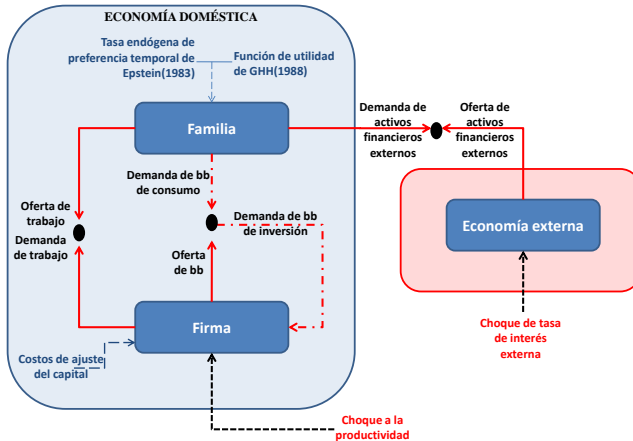 ECONOMÍA DOMÉSTICA
Tasa endógena de
preferencia temporal de
Epstein(1983)
Función de utilidad
de GHH(1988)
Familia
Demanda de
activos
financieros
externos
Oferta de
activos
financieros
externos
Demanda de bb
de consumo
Oferta de
trabajo
Demanda
de trabajo
Demanda de bb
de inversión
Oferta
de bb
Economía externa
Firma
Costos de ajuste
del capital
Choque de tasa
de interés
externa
Choque a la
productividad